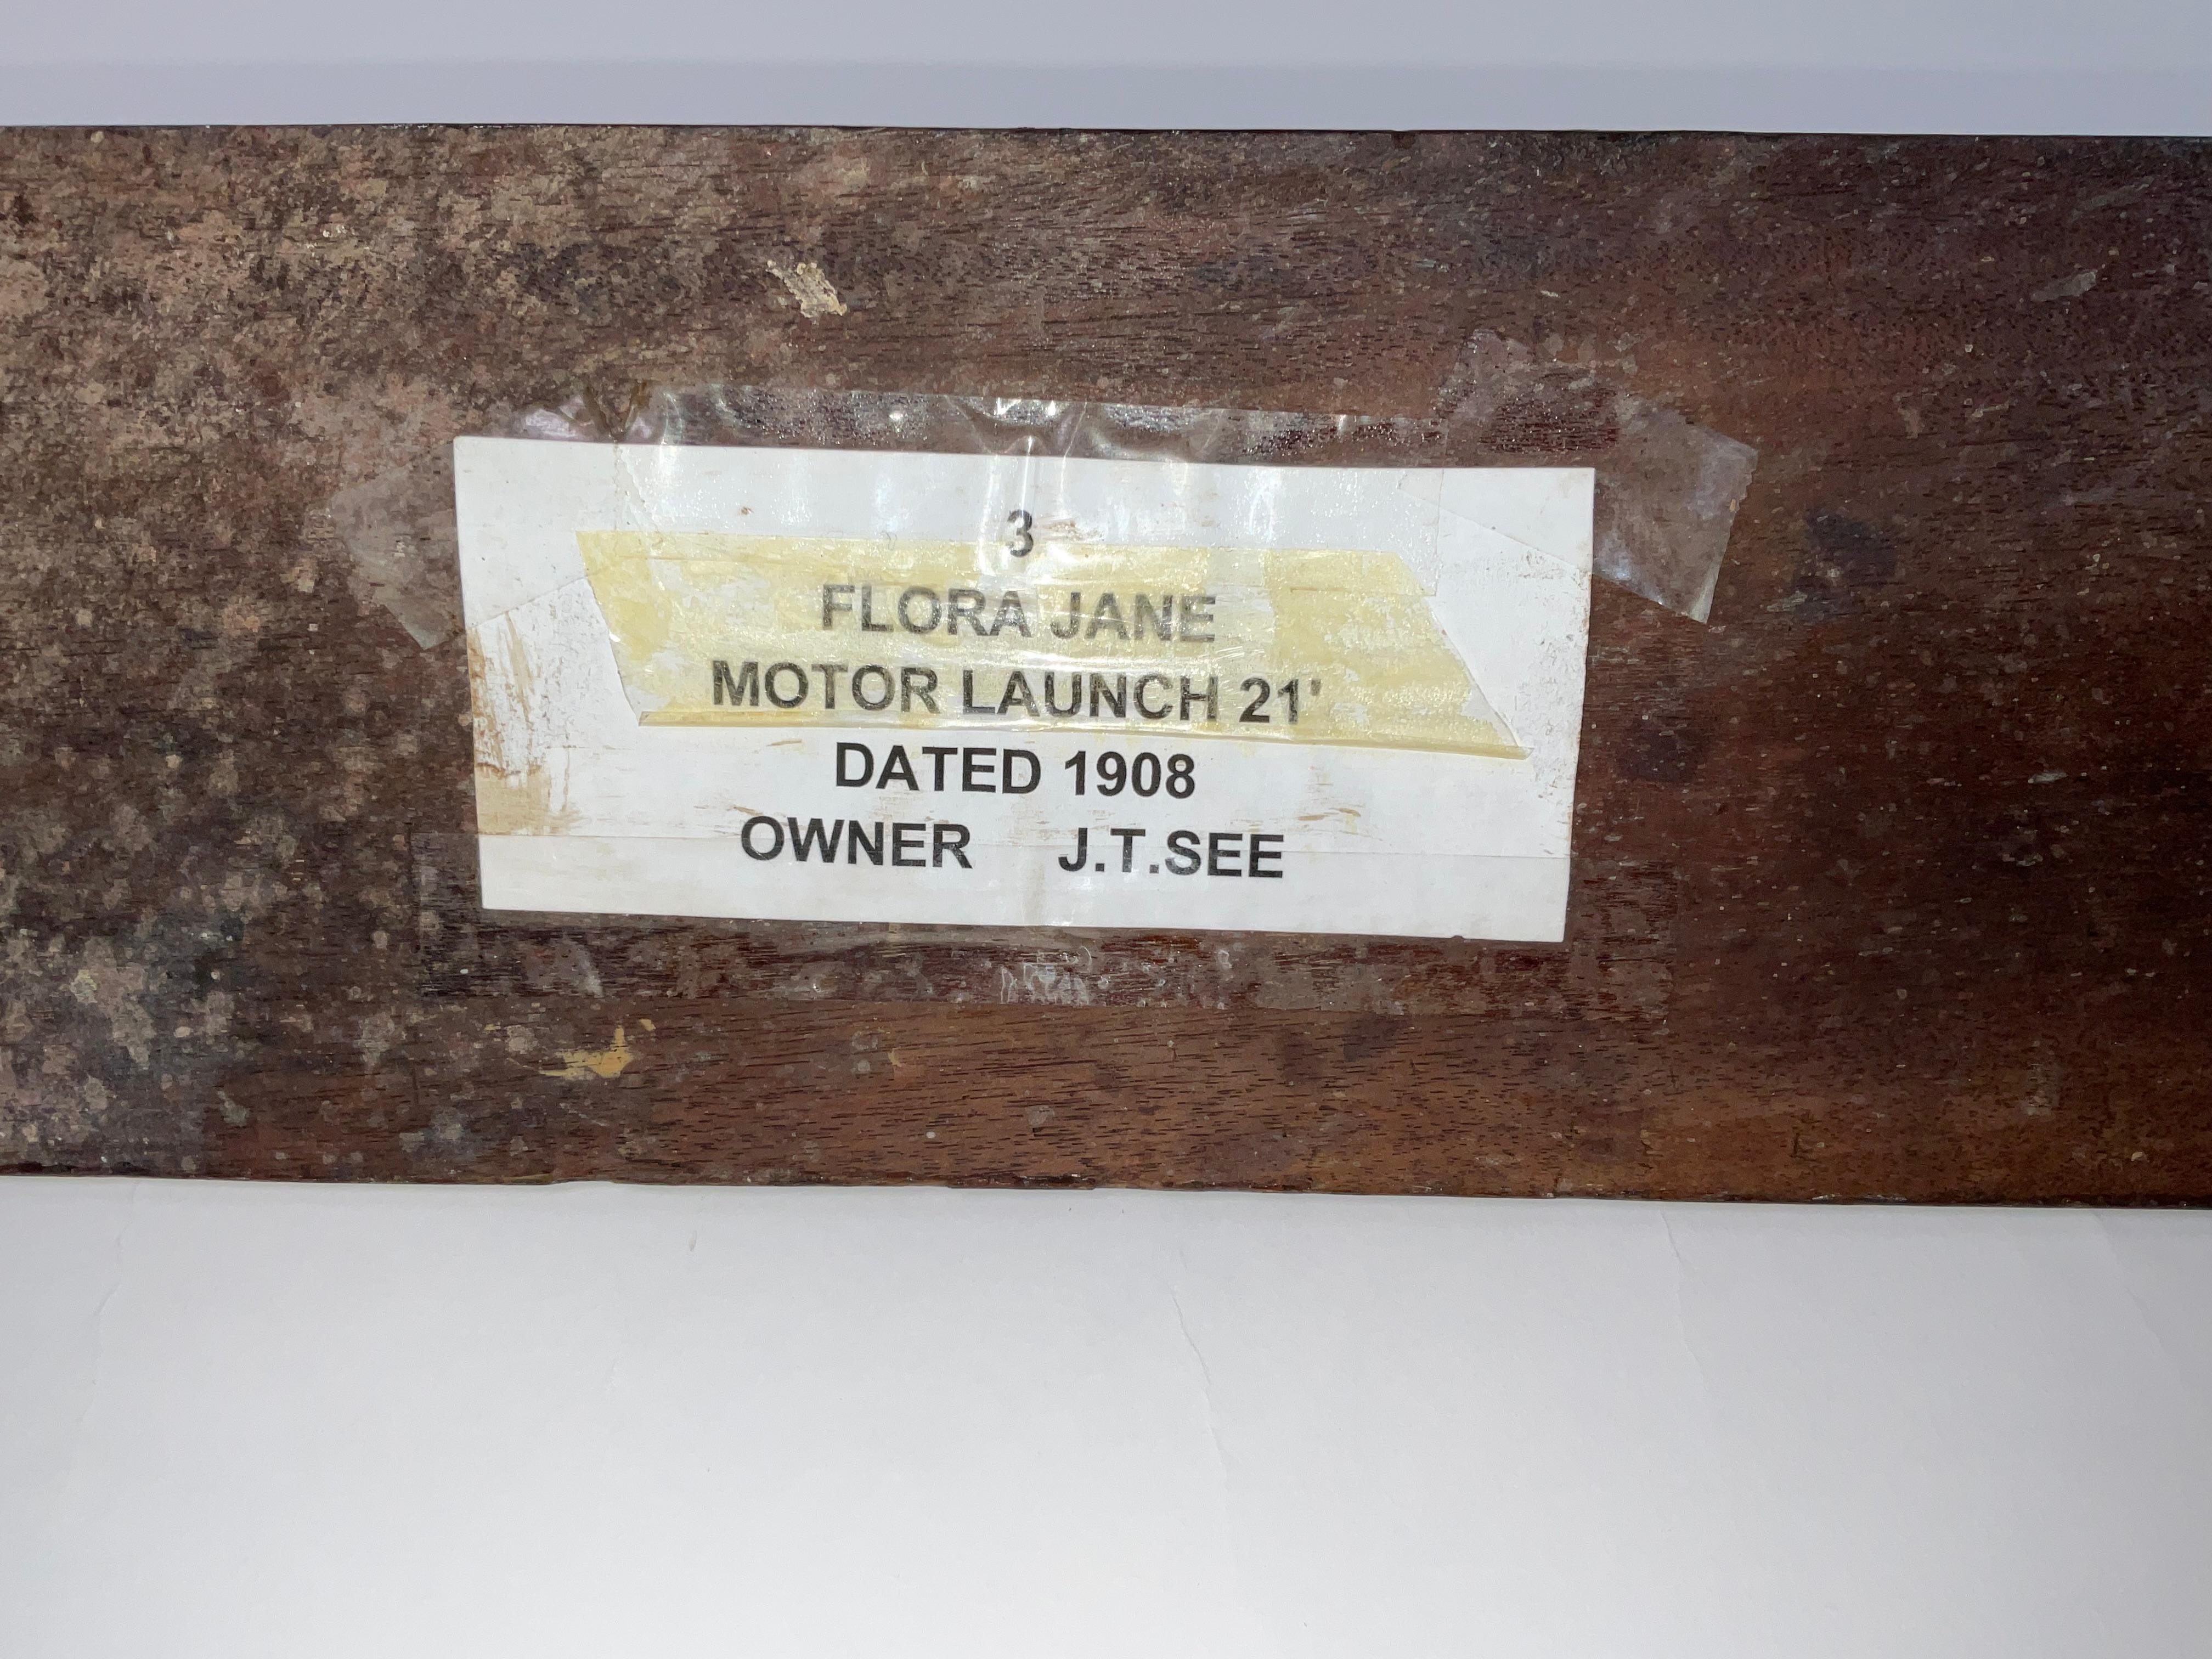 3
FLORA JANE
MOTOR LAUNCH 21'
DATED 1908
OWNER J.T.SEE